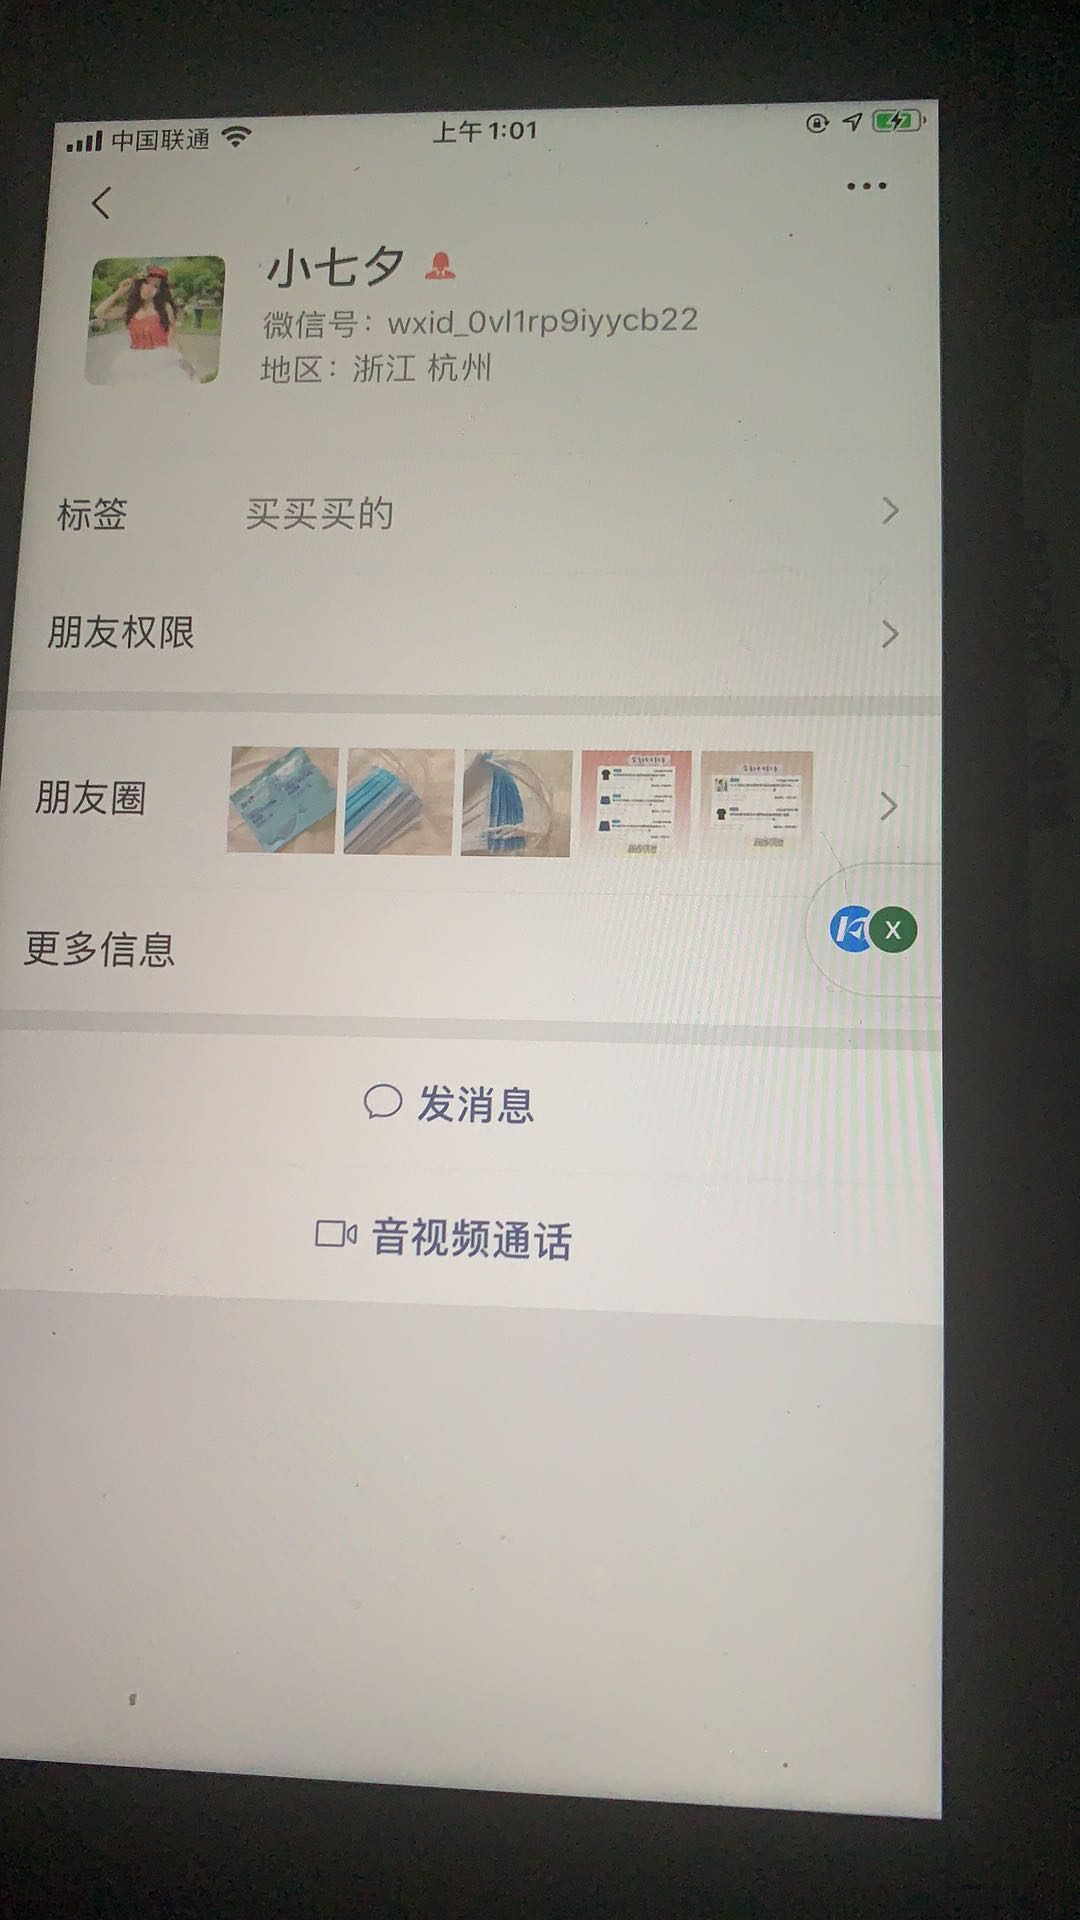 中国联通
上午1:01
小七夕
微信号：wxid_0vl1rp9iyycb22
地区：浙江 杭州
标签 买买买的
朋友权限
朋友圈
更多信息
X
发消息
音视频通话